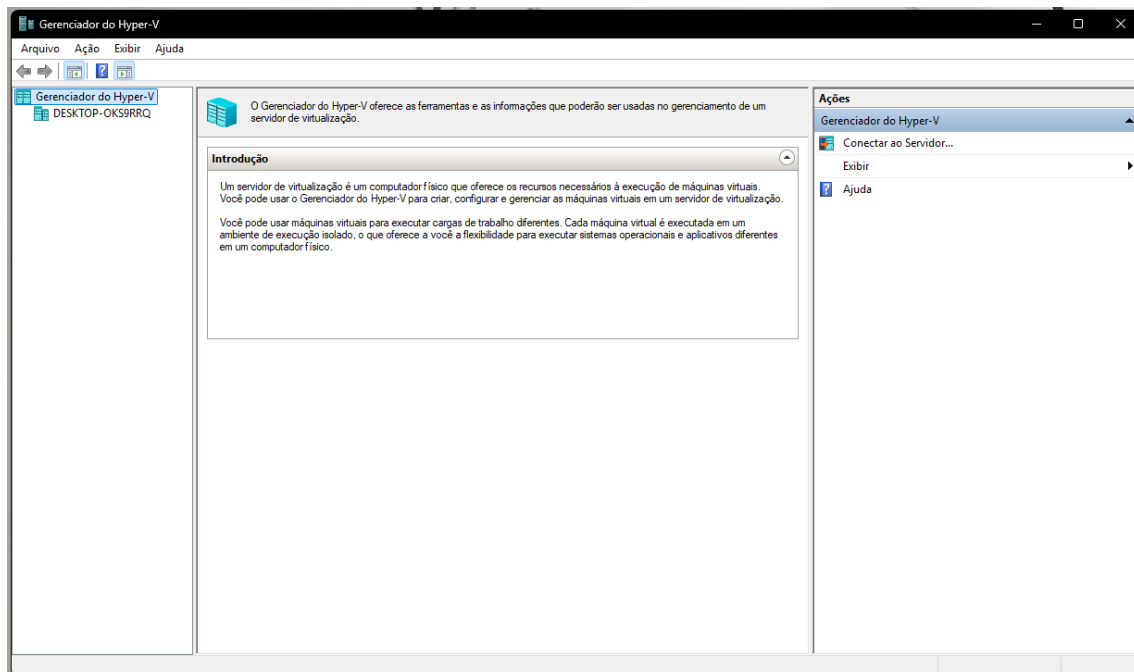 Gerenciador do Hyper-V
Arquivo Ação Exibir Ajuda
Gerenciador do Hyper-V
DESKTOP-OKS9RRQ
O Gerenciador do Hyper-V oferece as ferramentas e as informações que poderão ser usadas no gerenciamento de um
servidor de virtualização.
Introdução
Um servidor de virtualização é um computador físico que oferece os recursos necessários à execução de máquinas virtuais.
Você pode usar o Gerenciador do Hyper-V para criar, configurar e gerenciar as máquinas virtuais em um servidor de virtualização.
Você pode usar máquinas virtuais para executar cargas de trabalho diferentes. Cada máquina virtual é executada em um
ambiente de execução isolado, o que oferece a você a flexibilidade para executar sistemas operacionais e aplicativos diferentes
em um computador físico.
Ações
Gerenciador do Hyper-V
Conectar ao Servidor...
Exibir
Ajuda